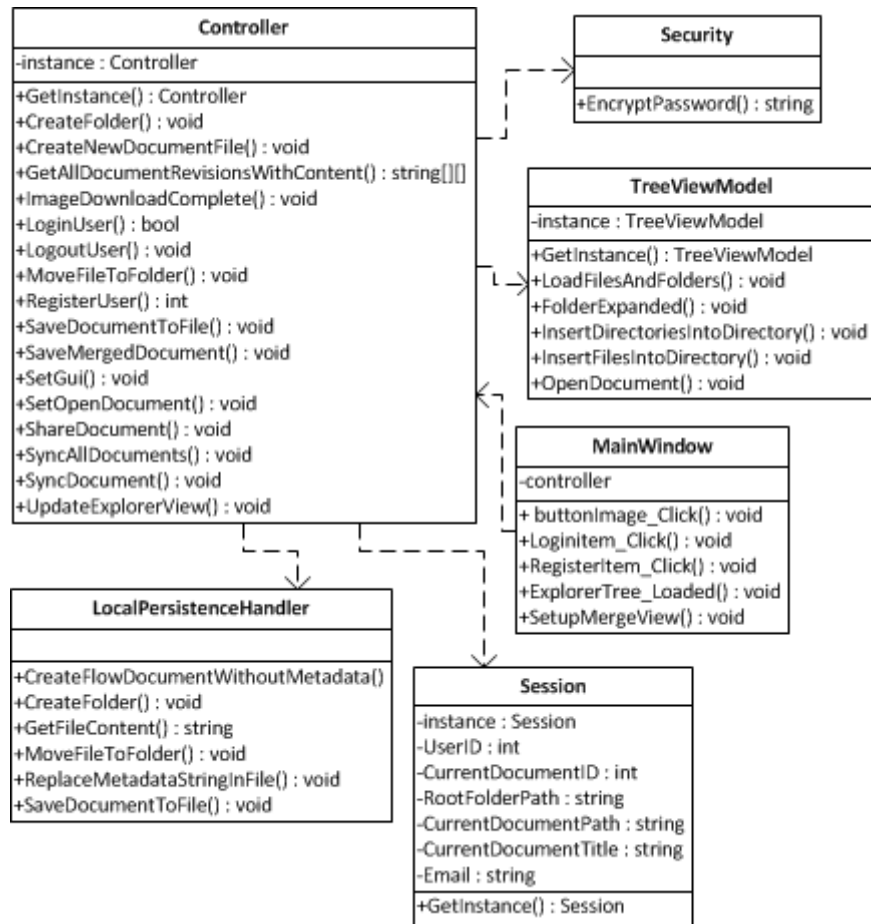 Controller
-instance : Controller
+GetInstance() : Controller
+CreateFolder() : void
+CreateNewDocumentFile() : void
+GetAllDocumentRevisionsWithContent() : string[][]
+ImageDownloadComplete() : void
+LoginUser() : bool
+LogoutUser() : void
+MoveFileToFolder() : void
+RegisterUser() : int
+SaveDocumentToFile() : void
+SaveMergedDocument() : void
+SetGui() : void
+SetOpenDocument() : void
+ShareDocument() : void
+SyncAllDocuments() : void
+SyncDocument() : void
+UpdateExplorerView() : void
Security
+EncryptPassword() : string
TreeViewModel
-instance : TreeViewModel
+GetInstance() : TreeViewModel
+LoadFilesAndFolders() : void
+FolderExpanded() : void
+InsertDirectoriesIntoDirectory() : void
+InsertFilesIntoDirectory() : void
+OpenDocument() : void
MainWindow
-controller
+ buttonImage_Click() : void
+LoginItem_Click() : void
+RegisterItem_Click() : void
+ExplorerTree_Loaded() : void
+SetupMergeView() : void
LocalPersistenceHandler
+CreateFlowDocumentWithoutMetadata()
+CreateFolder() : void
+GetFileContent() : string
+MoveFileToFolder() : void
+ReplaceMetadataStringInFile() : void
+SaveDocumentToFile() : void
Session
-instance : Session
-UserID : int
-CurrentDocumentID : int
-RootFolderPath : string
-CurrentDocumentPath : string
-CurrentDocumentTitle : string
-Email : string
+GetInstance() : Session